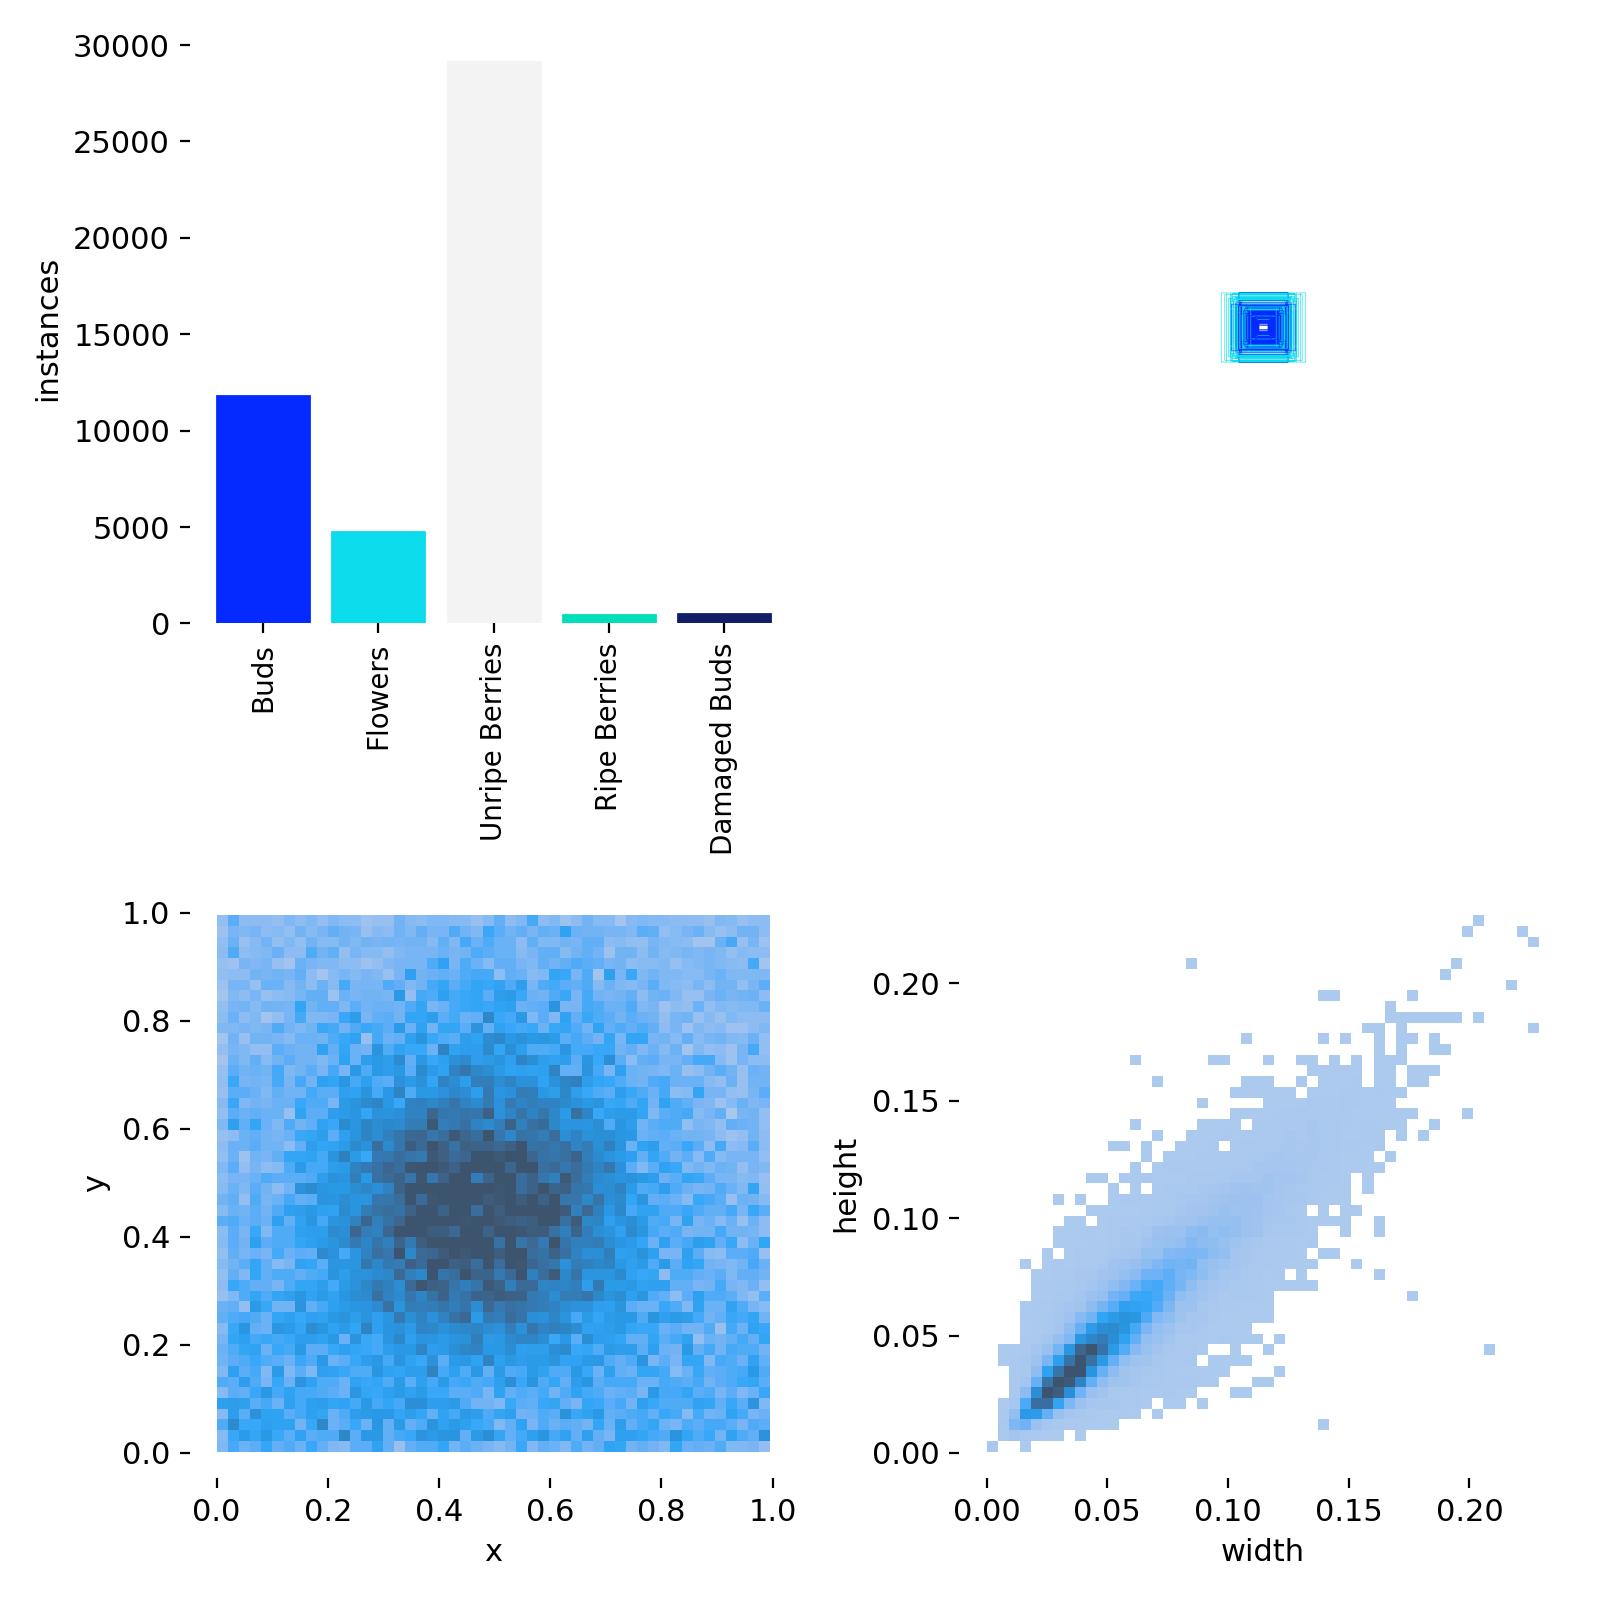 30000
25000
20000
15000
10000
5000
0
instances
Buds
Flowers
Unripe Berries
Ripe Berries
Damaged Buds
1.0
0.8
0.6
0.4
0.2
0.0
y
0.0 0.2 0.4 0.6 0.8 1.0
x
0.20
0.15
0.10
0.05
0.00
height
0.00 0.05 0.10 0.15 0.20
width